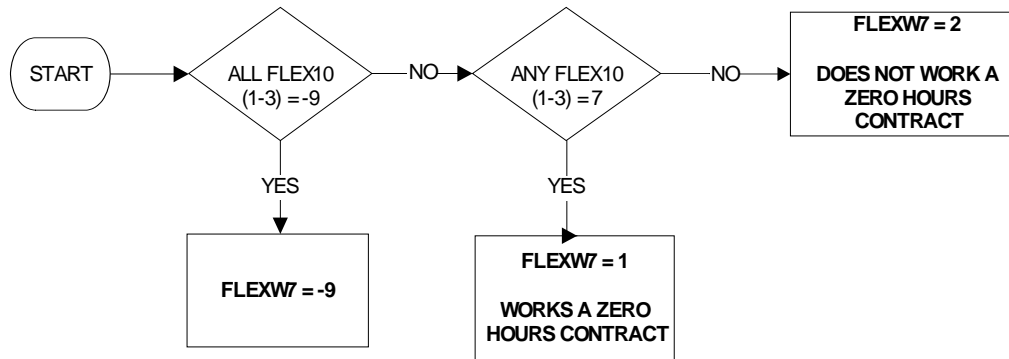 START
ALL FLEX10
(1-3) = -9
NO
ANY FLEX10
(1-3) = 7
NO
FLEXW7 = 2
DOES NOT WORK A
ZERO HOURS
CONTRACT
YES
YES
FLEXW7 = -9
FLEXW7 = 1
WORKS A ZERO
HOURS CONTRACT